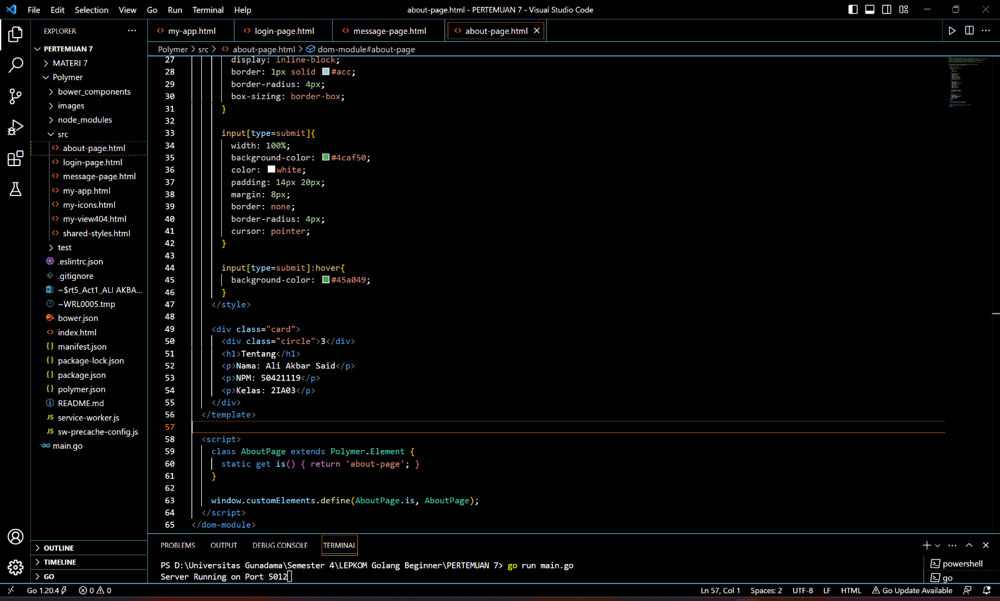 File Edit Selection View Go Run Terminal Help
about-page.html - PERTEMUAN 7 - Visual Studio Code
EXPLORER
PERTEMUAN 7
MATERI 7
Polymer
bower_components
images
node_modules
src
about-page.html
login-page.html
message-page.html
my-app.html
my-icons.html
my-view404.html
shared-styles.html
test
.eslintrc.json
.gitignore
~$rt5_Act1_ALI AKBA...
~WRL0005.tmp
bower.json
index.html
manifest.json
package-lock.json
package.json
polymer.json
README.md
service-worker.js
sw-precache-config.js
main.go
OUTLINE
TIMELINE
GO
my-app.html login-page.html message-page.html about-page.html
Polymer > src > about-page.html > dom-module#about-page
27 display: inline-block;
28 border: 1px solid #acc;
29 border-radius: 4px;
30 box-sizing: border-box;
31 }
32
33 input[type=submit]{
34 width: 100%;
35 background-color: #4caf50;
36 color: white;
37 padding: 14px 20px;
38 margin: 8px;
39 border: none;
40 border-radius: 4px;
41 cursor: pointer;
42 }
43
44 input[type=submit]:hover{
45 background-color: #45a049;
46 }
47 </style>
48
49 <div class="card">
50 <div class="circle">3</div>
51 <h1>Tentang</h1>
52 <p>Nama: Ali Akbar Said</p>
53 <p>NPM: 50421119</p>
54 <p>Kelas: 2IA03</p>
55 </div>
56 </template>
57
58 <script>
59 class AboutPage extends Polymer.Element {
60 static get is() { return 'about-page'; }
61 }
62
63 window.customElements.define(AboutPage.is, AboutPage);
64 </script>
65 </dom-module>
PROBLEMS OUTPUT DEBUG CONSOLE TERMINAL
PS D:\Universitas Gunadama\Semester 4\LEPKOM Golang Beginner\PERTEMUAN 7> go run main.go
Server Running on Port 5012
powershell
go
Go 1.20.4 0 0 Ln 57, Col 1 Spaces: 2 UTF-8 LF HTML Go Update Available